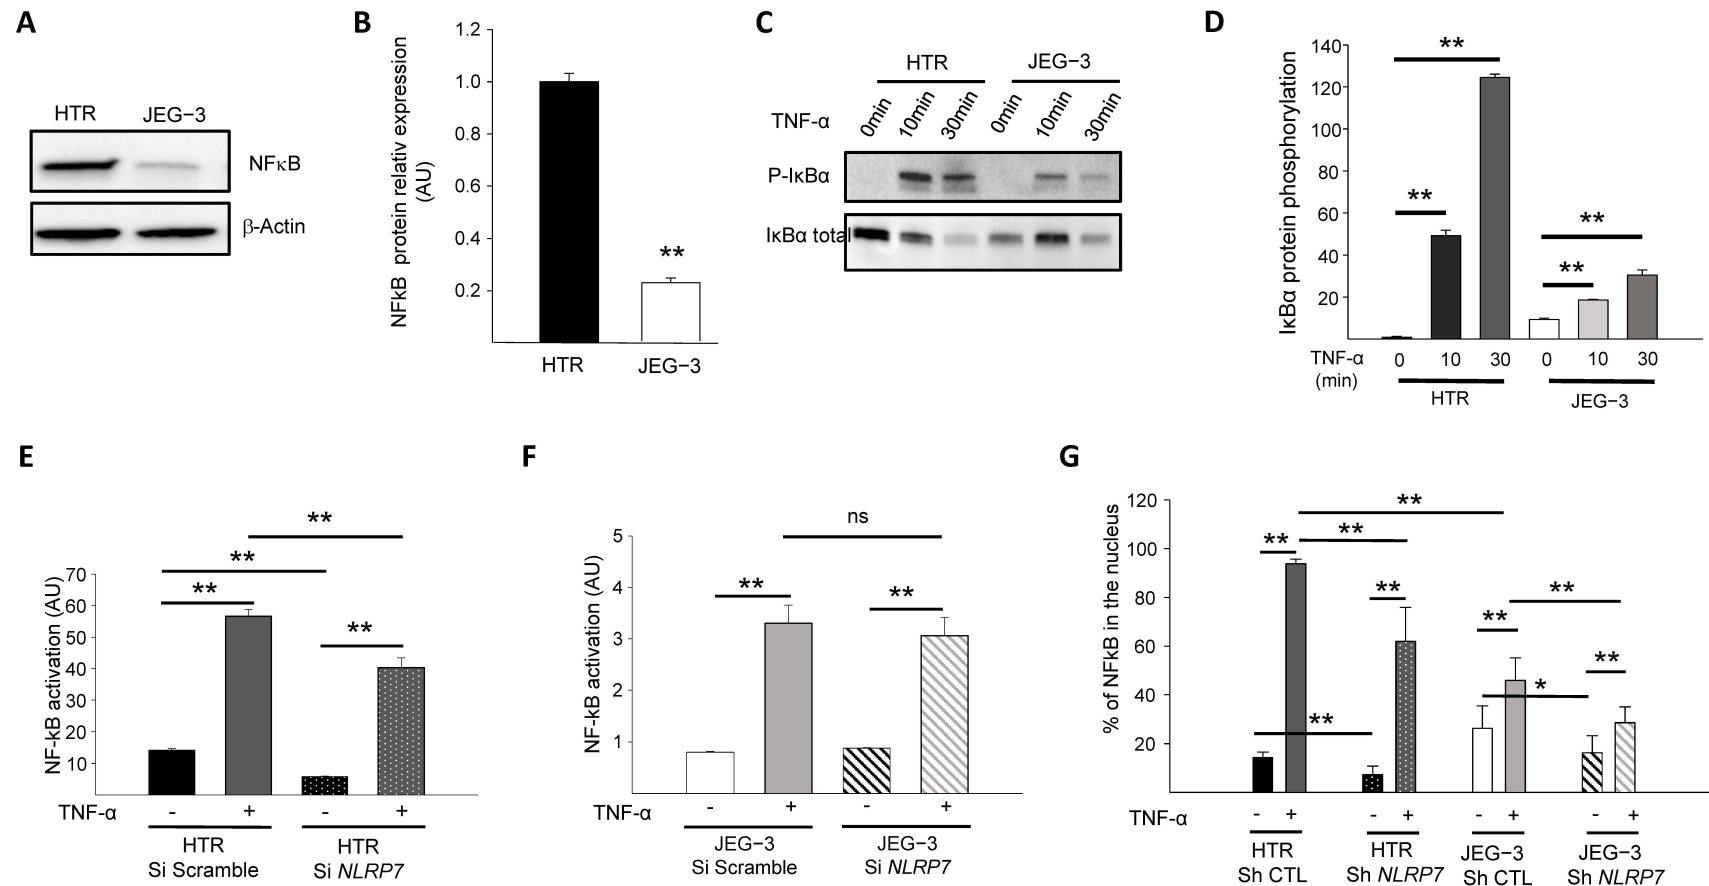 A
HTR
JEG−3
NFκB
β-Actin
B
NFkB protein relativ expression
(AU)
1.2
1.0
0.8
0.6
0.4
0.2
**
HTR
JEG−3
C
HTR
JEG−3
TNF-α
0min
10min
30min
0min
10min
30min
P-IκBα
IκBα total
D
IκBα protein phosphorylation
140
120
100
80
60
40
20
**
**
**
**
TNF-α
(min)
0
10
30
0
10
30
HTR
JEG−3
E
NF-kB activation (AU)
70
60
50
40
30
20
10
**
**
**
**
TNF-α
-
+
-
+
HTR
Si Scramble
HTR
Si NLRP7
F
NF-kB activation (AU)
5
4
3
2
1
ns
**
**
TNF-α
-
+
-
+
JEG−3
Si Scramble
JEG−3
Si NLRP7
G
% of NFkB in the nucleus
120
100
80
60
40
20
**
**
**
**
**
**
**
*
**
TNF-α
-
+
-
+
-
+
-
+
HTR
Sh CTL
HTR
Sh NLRP7
JEG−3
Sh CTL
JEG−3
Sh NLRP7